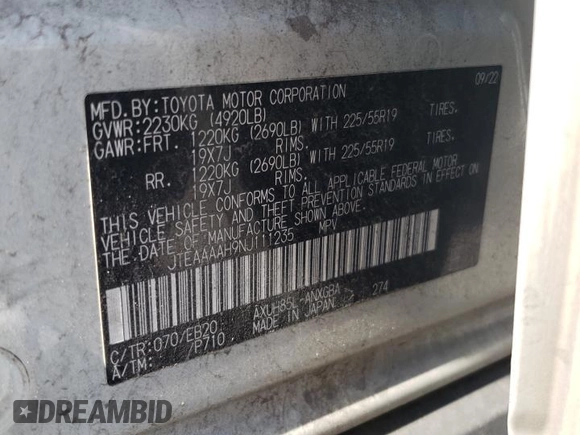 MFD.BY:TOYOTA MOTOR CORPORATION 09/22
GVWR:2230KG (4920LB)
GAWR:FRT. 1220KG (2690LB) WITH 225/55R19 TIRES.
19X7J RIMS.
RR. 1220KG (2690LB) WITH 225/55R19 TIRES.
19X7J RIMS.
THIS VEHICLE CONFORMS TO ALL APPLICABLE FEDERAL MOTOR
VEHICLE SAFETY AND THEFT PREVENTION STANDARDS IN EFFECT ON
THE DATE OF MANUFACTURE SHOWN ABOVE.
JTEAAAAH9NJ111235 MPV
C/TR:070/EB20 AXUH85L-ANXGBA 274
A/TM: /P710 MADE IN JAPAN
DREAMBID